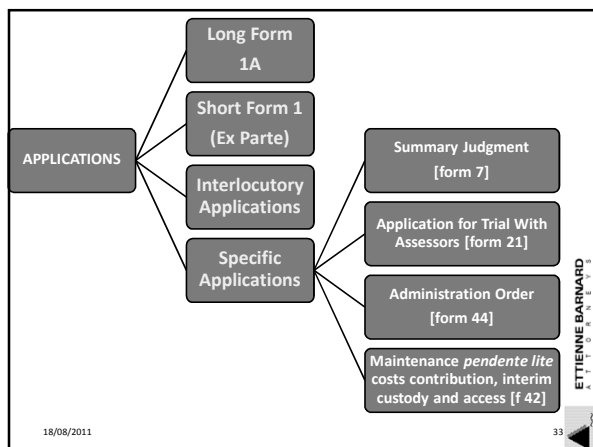 APPLICATIONS
Long Form
1A
Short Form 1
(Ex Parte)
Interlocutory
Applications
Specific
Applications
Summary Judgment
[form 7]
Application for Trial With
Assessors [form 21]
Administration Order
[form 44]
Maintenance pendente lite
costs contribution, interim
custody and access [f 42]
ETTIENNE BARNARD
ATTORNEYS
18/08/2011
33